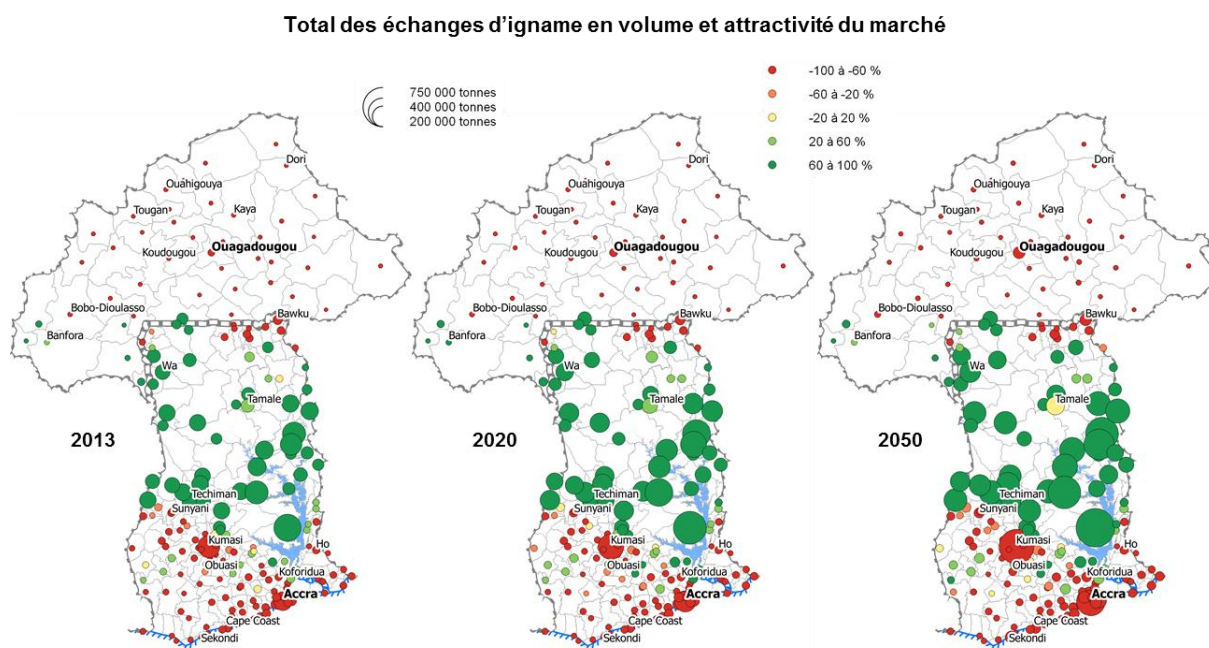 Total des échanges d’igname en volume et attractivité du marché
750 000 tonnes
400 000 tonnes
200 000 tonnes
-100 à -60 %
-60 à -20 %
-20 à 20 %
20 à 60 %
60 à 100 %
Dori
Ouahigouya
Tougan
Kaya
Ouagadougou
Koudougou
Bobo-Dioulasso
Bawku
Banfora
Wa
Tamale
2013
Techiman
Sunyani
Kumasi
Ho
Obuasi
Koforidua
Accra
Cape Coast
Sekondi
Dori
Ouahigouya
Tougan
Kaya
Ouagadougou
Koudougou
Bobo-Dioulasso
Bawku
Banfora
Wa
Tamale
2020
Techiman
Sunyani
Kumasi
Ho
Obuasi
Koforidua
Accra
Cape Coast
Sekondi
Dori
Ouahigouya
Tougan
Kaya
Ouagadougou
Koudougou
Bobo-Dioulasso
Bawku
Banfora
Wa
Tamale
2050
Techiman
Sunyani
Kumasi
Ho
Obuasi
Koforidua
Accra
Cape Coast
Sekondi